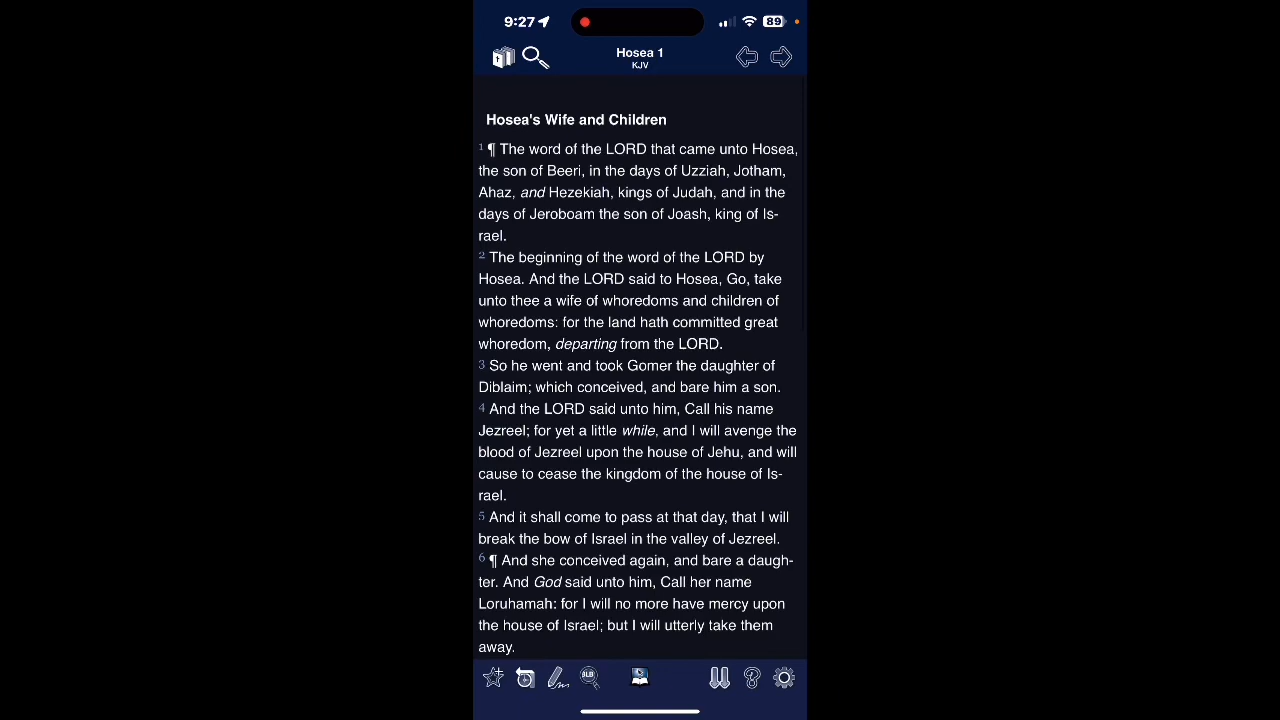 9:27
89
Hosea 1
KJV
Hosea's Wife and Children
1 ¶ The word of the LORD that came unto Hosea,
the son of Beeri, in the days of Uzziah, Jotham,
Ahaz, and Hezekiah, kings of Judah, and in the
days of Jeroboam the son of Joash, king of Is-
rael.
2 The beginning of the word of the LORD by
Hosea. And the LORD said to Hosea, Go, take
unto thee a wife of whoredoms and children of
whoredoms: for the land hath committed great
whoredom, departing from the LORD.
3 So he went and took Gomer the daughter of
Diblaim; which conceived, and bare him a son.
4 And the LORD said unto him, Call his name
Jezreel; for yet a little while, and I will avenge the
blood of Jezreel upon the house of Jehu, and will
cause to cease the kingdom of the house of Is-
rael.
5 And it shall come to pass at that day, that I will
break the bow of Israel in the valley of Jezreel.
6 ¶ And she conceived again, and bare a daugh-
ter. And God said unto him, Call her name
Loruhamah: for I will no more have mercy upon
the house of Israel; but I will utterly take them
away.